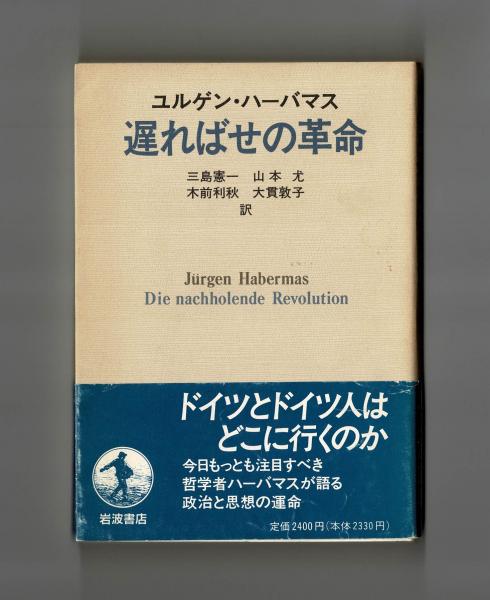 ユルゲン・ハーバマス
遅ればせの革命
三島憲一 山本 尤
木前利秋 大貫敦子
訳
Jürgen Habermas
Die nachholende Revolution
ドイツとドイツ人は
どこに行くのか
今日もっとも注目すべき
哲学者ハーバマスが語る
政治と思想の運命
岩波書店
定価2400円(本体2330円)